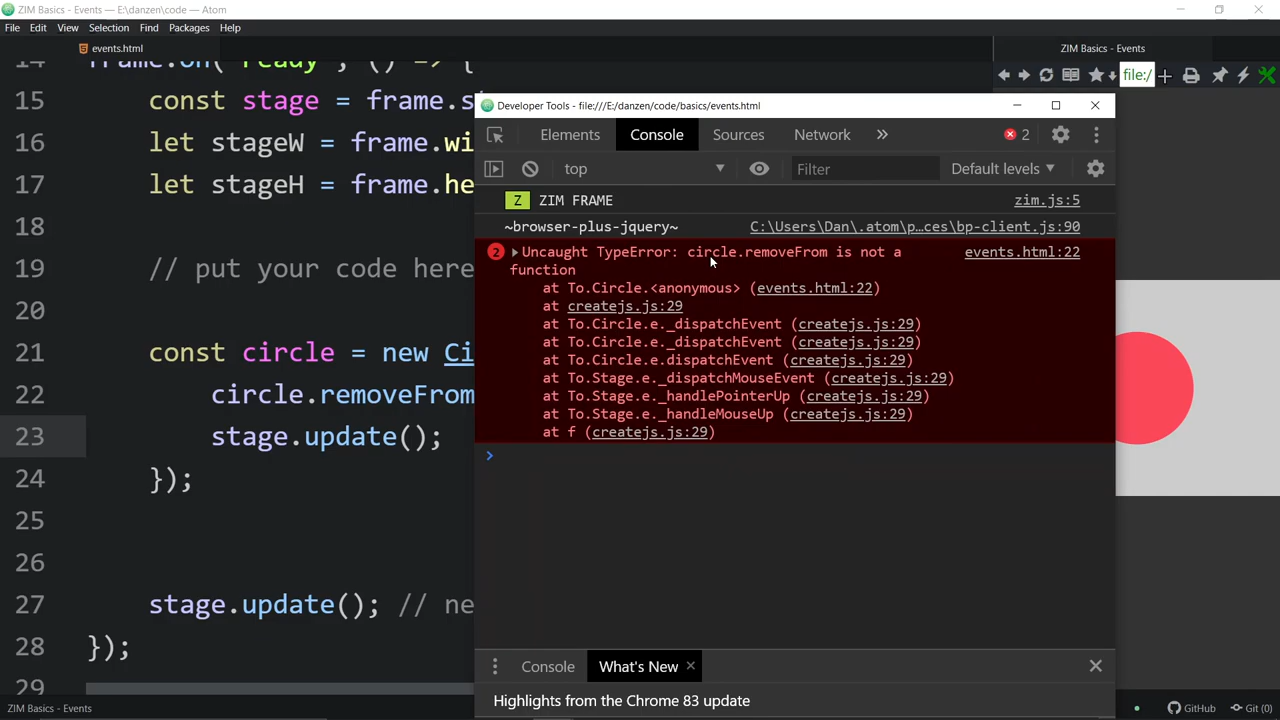 ZIM Basics - Events — E:\danzen\code — Atom
File Edit View Selection Find Packages Help
events.html
ZIM Basics - Events
file:/
14 frame.on("ready", () => {
15 const stage = frame.s
16 let stageW = frame.wi
17 let stageH = frame.he
18
19 // put your code here
20
21 const circle = new Ci
22 circle.removeFrom
23 stage.update();
24 });
25
26
27 stage.update(); // ne
28 });
29
Developer Tools - file:///E:/danzen/code/basics/events.html
Elements Console Sources Network » 2
top Filter Default levels
Z ZIM FRAME zim.js:5
~browser-plus-jquery~ C:\Users\Dan\.atom\p…ces\bp-client.js:90
2 Uncaught TypeError: circle.removeFrom is not a events.html:22
function
at To.Circle.<anonymous> (events.html:22)
at createjs.js:29
at To.Circle.e._dispatchEvent (createjs.js:29)
at To.Circle.e._dispatchEvent (createjs.js:29)
at To.Circle.e.dispatchEvent (createjs.js:29)
at To.Stage.e._dispatchMouseEvent (createjs.js:29)
at To.Stage.e._handlePointerUp (createjs.js:29)
at To.Stage.e._handleMouseUp (createjs.js:29)
at f (createjs.js:29)
>
Console What's New ×
Highlights from the Chrome 83 update
ZIM Basics - Events
GitHub Git (0)